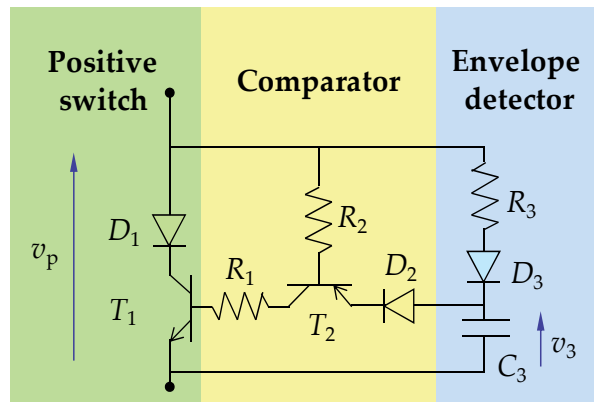 Positive
switch
Comparator
Envelope
detector
R₃
R₂
D₁
vₚ
R₁
D₂
D₃
T₁
T₂
v₃
C₃